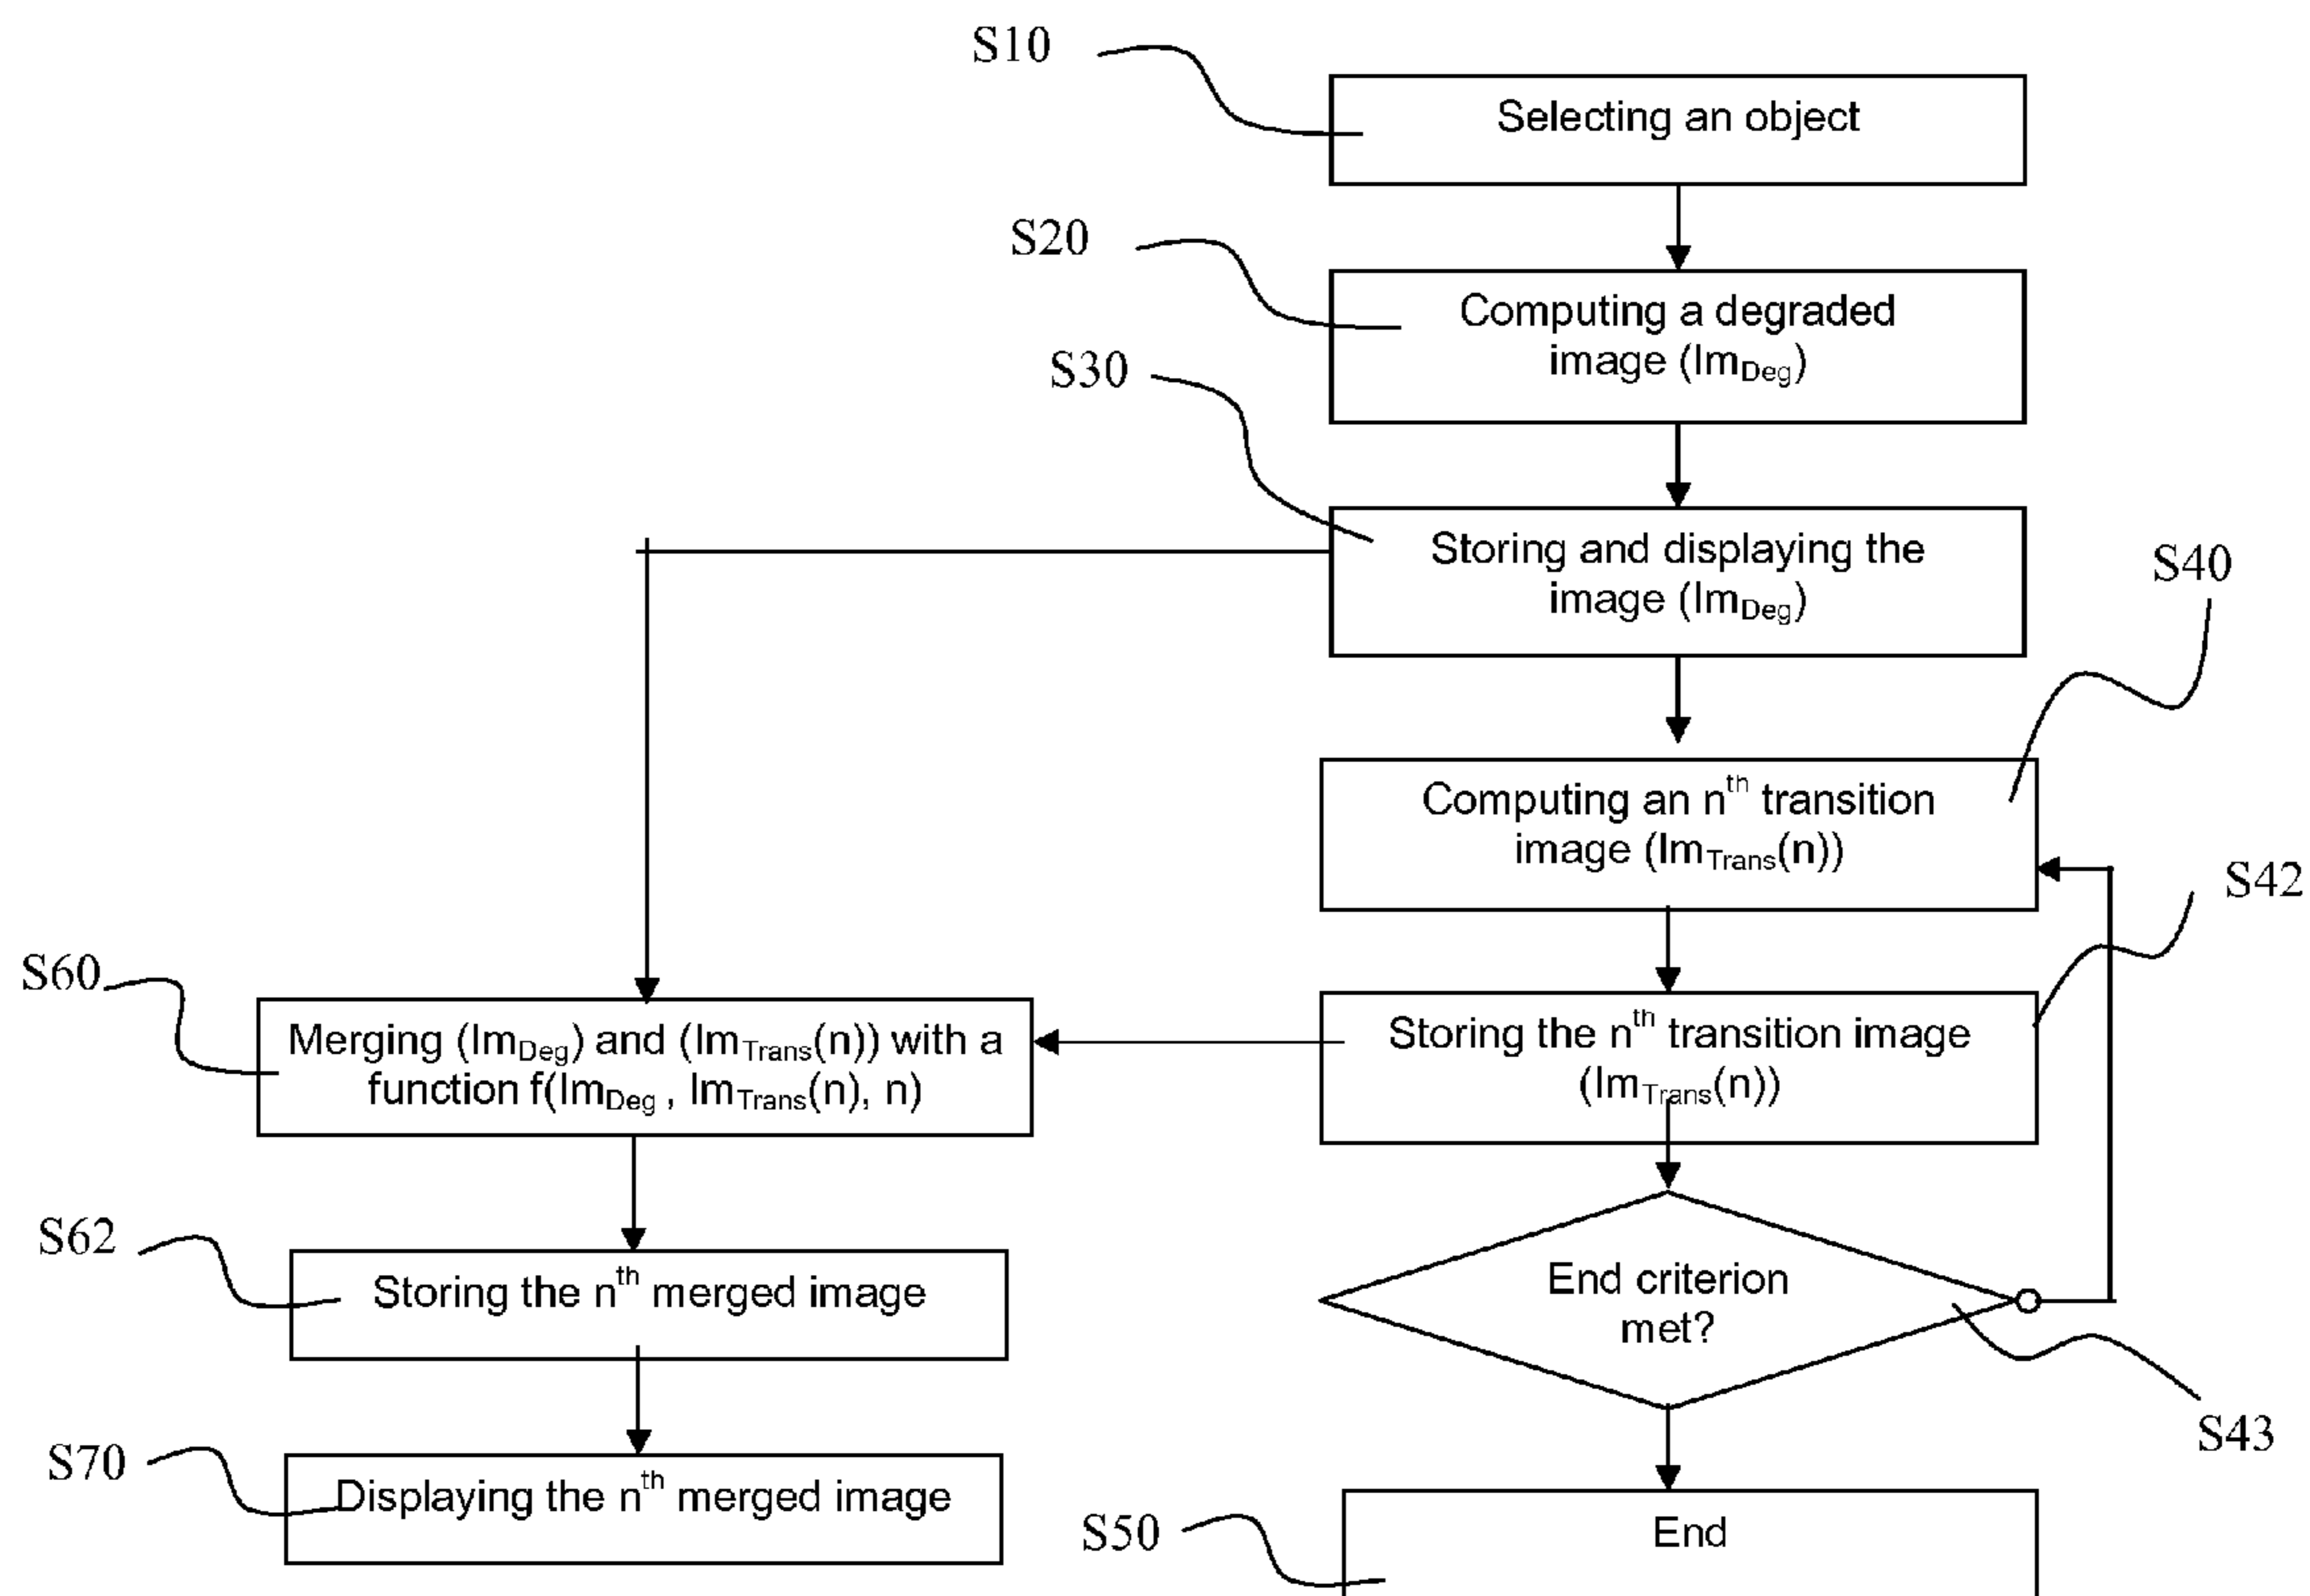 S10
Selecting an object
S20
Computing a degraded
image (Im_Deg)
S30
Storing and displaying the
image (Im_Deg)
S40
Computing an n^th transition
image (Im_Trans(n))
S42
Storing the n^th transition image
(Im_Trans(n))
S60
Merging (Im_Deg) and (Im_Trans(n)) with a
function f(Im_Deg , Im_Trans(n), n)
S62
Storing the n^th merged image
End criterion
met?
S43
S70
Displaying the n^th merged image
S50
End